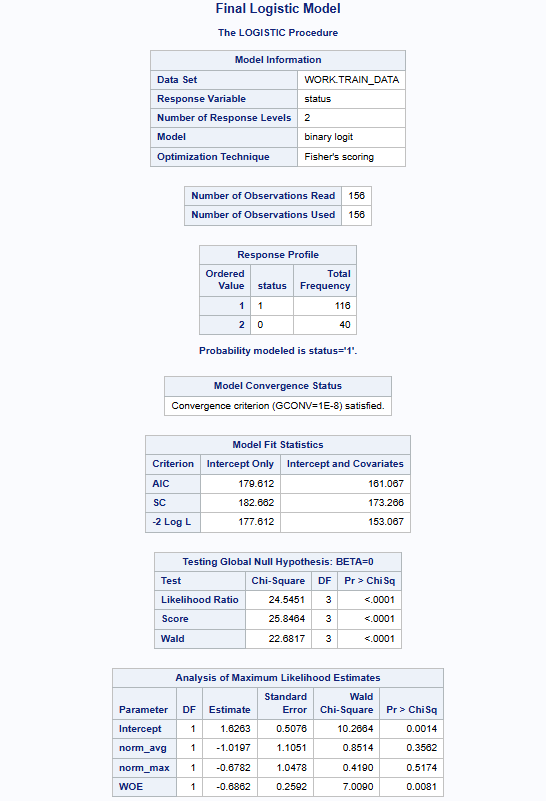 Final Logistic Model
The LOGISTIC Procedure
Model Information
Data Set WORK.TRAIN_DATA
Response Variable status
Number of Response Levels 2
Model binary logit
Optimization Technique Fisher's scoring
Number of Observations Read 156
Number of Observations Used 156
Response Profile
Ordered Total
Value status Frequency
1 1 116
2 0 40
Probability modeled is status='1'.
Model Convergence Status
Convergence criterion (GCONV=1E-8) satisfied.
Model Fit Statistics
Criterion Intercept Only Intercept and Covariates
AIC 179.612 161.067
SC 182.662 173.266
-2 Log L 177.612 153.067
Testing Global Null Hypothesis: BETA=0
Test Chi-Square DF Pr > ChiSq
Likelihood Ratio 24.5451 3 <.0001
Score 25.8464 3 <.0001
Wald 22.6817 3 <.0001
Analysis of Maximum Likelihood Estimates
Standard Wald
Parameter DF Estimate Error Chi-Square Pr > ChiSq
Intercept 1 1.6263 0.5076 10.2664 0.0014
norm_avg 1 -1.0197 1.1051 0.8514 0.3562
norm_max 1 -0.6782 1.0478 0.4190 0.5174
WOE 1 -0.6862 0.2592 7.0090 0.0081